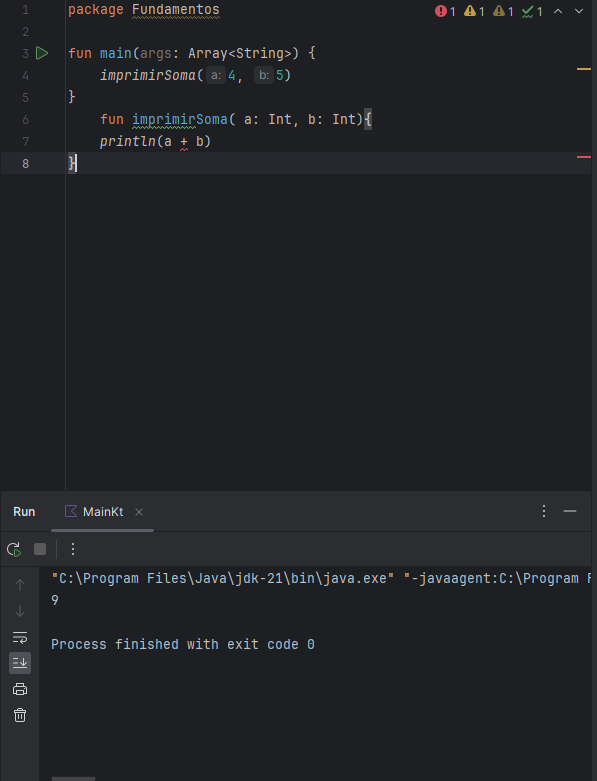 1 package Fundamentos
1 1 1 1
2
3 fun main(args: Array<String>) {
4 imprimirSoma( a: 4, b: 5)
5 }
6 fun imprimirSoma( a: Int, b: Int){
7 println(a + b)
8 }
Run MainKt
"C:\Program Files\Java\jdk-21\bin\java.exe" "-javaagent:C:\Program F
9
Process finished with exit code 0